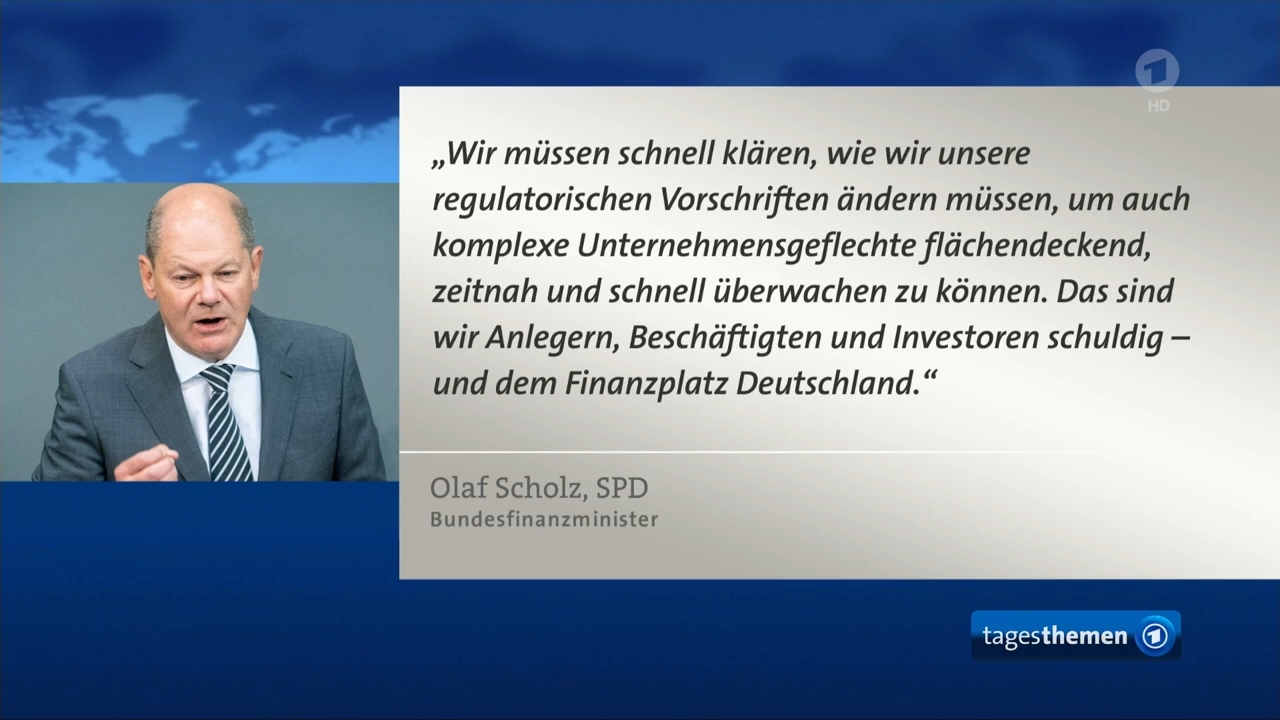 1
HD
„Wir müssen schnell klären, wie wir unsere
regulatorischen Vorschriften ändern müssen, um auch
komplexe Unternehmensgeflechte flächendeckend,
zeitnah und schnell überwachen zu können. Das sind
wir Anlegern, Beschäftigten und Investoren schuldig –
und dem Finanzplatz Deutschland.“
Olaf Scholz, SPD
Bundesfinanzminister
tagesthemen 1